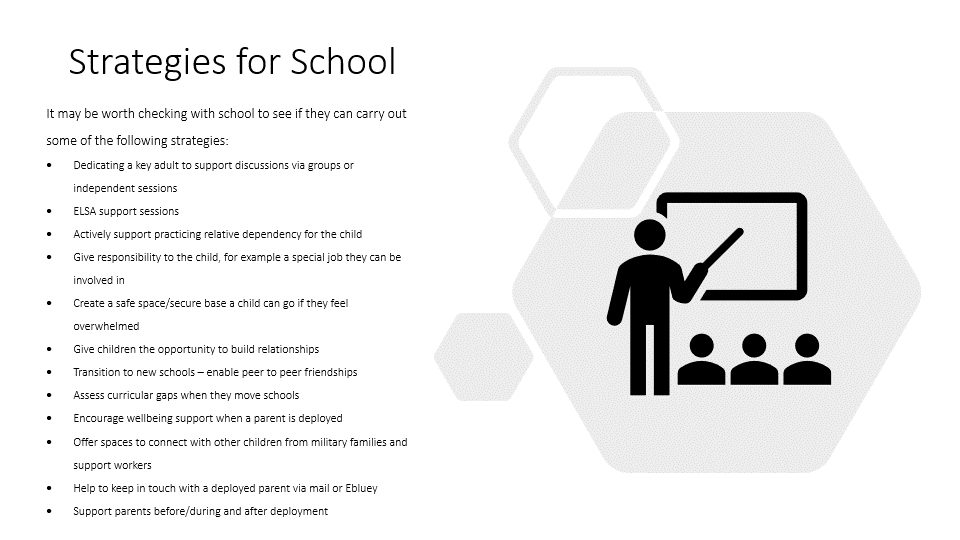 Strategies for School
It may be worth checking with school to see if they can carry out
some of the following strategies:
• Dedicating a key adult to support discussions via groups or
independent sessions
• ELSA support sessions
• Actively support practicing relative dependency for the child
• Give responsibility to the child, for example a special job they can be
involved in
• Create a safe space/secure base a child can go if they feel
overwhelmed
• Give children the opportunity to build relationships
• Transition to new schools – enable peer to peer friendships
• Assess curricular gaps when they move schools
• Encourage wellbeing support when a parent is deployed
• Offer spaces to connect with other children from military families and
support workers
• Help to keep in touch with a deployed parent via mail or Ebluey
• Support parents before/during and after deployment